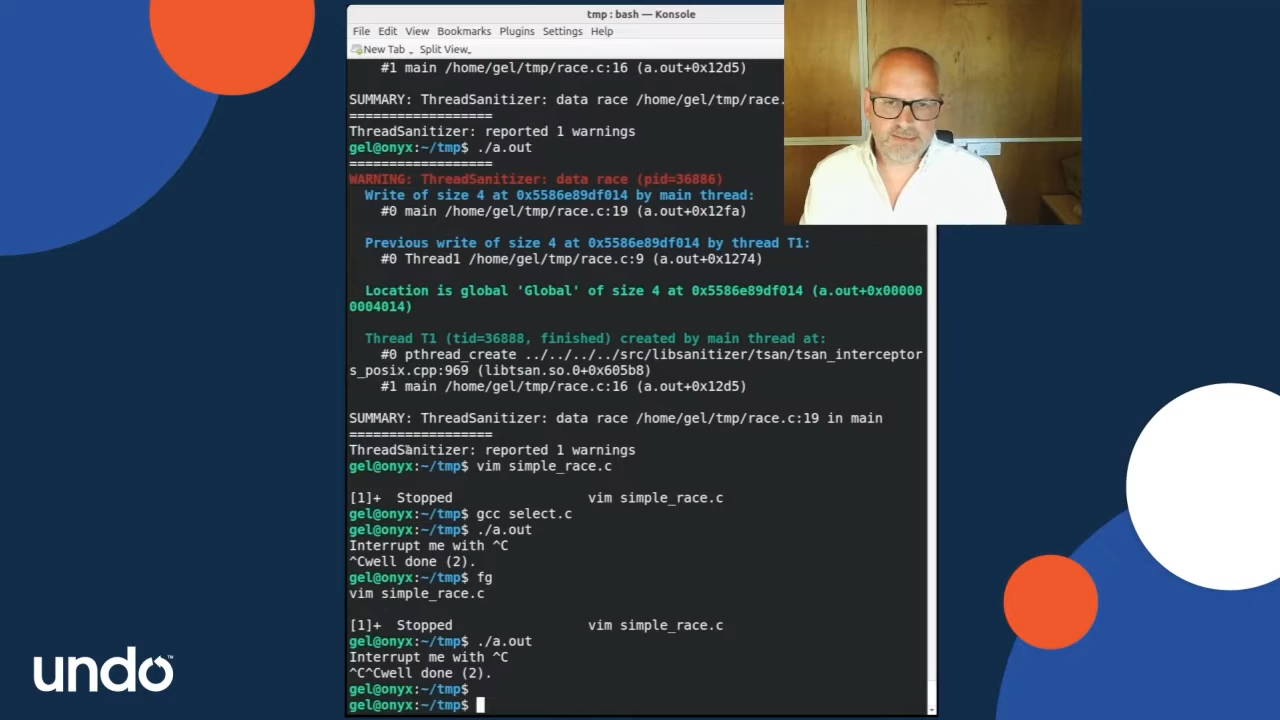 tmp : bash — Konsole
File Edit View Bookmarks Plugins Settings Help
New Tab Split View
#1 main /home/gel/tmp/race.c:16 (a.out+0x12d5)
SUMMARY: ThreadSanitizer: data race /home/gel/tmp/race.
==================
ThreadSanitizer: reported 1 warnings
gel@onyx:~/tmp$ ./a.out
==================
WARNING: ThreadSanitizer: data race (pid=36886)
Write of size 4 at 0x5586e89df014 by main thread:
#0 main /home/gel/tmp/race.c:19 (a.out+0x12fa)
Previous write of size 4 at 0x5586e89df014 by thread T1:
#0 Thread1 /home/gel/tmp/race.c:9 (a.out+0x1274)
Location is global 'Global' of size 4 at 0x5586e89df014 (a.out+0x00000
0004014)
Thread T1 (tid=36888, finished) created by main thread at:
#0 pthread_create ../../../../src/libsanitizer/tsan/tsan_interceptor
s_posix.cpp:969 (libtsan.so.0+0x605b8)
#1 main /home/gel/tmp/race.c:16 (a.out+0x12d5)
SUMMARY: ThreadSanitizer: data race /home/gel/tmp/race.c:19 in main
==================
ThreadSanitizer: reported 1 warnings
gel@onyx:~/tmp$ vim simple_race.c
[1]+  Stopped                 vim simple_race.c
gel@onyx:~/tmp$ gcc select.c
gel@onyx:~/tmp$ ./a.out
Interrupt me with ^C
^Cwell done (2).
gel@onyx:~/tmp$ fg
vim simple_race.c
[1]+  Stopped                 vim simple_race.c
gel@onyx:~/tmp$ ./a.out
Interrupt me with ^C
^C^Cwell done (2).
gel@onyx:~/tmp$
gel@onyx:~/tmp$
undo™